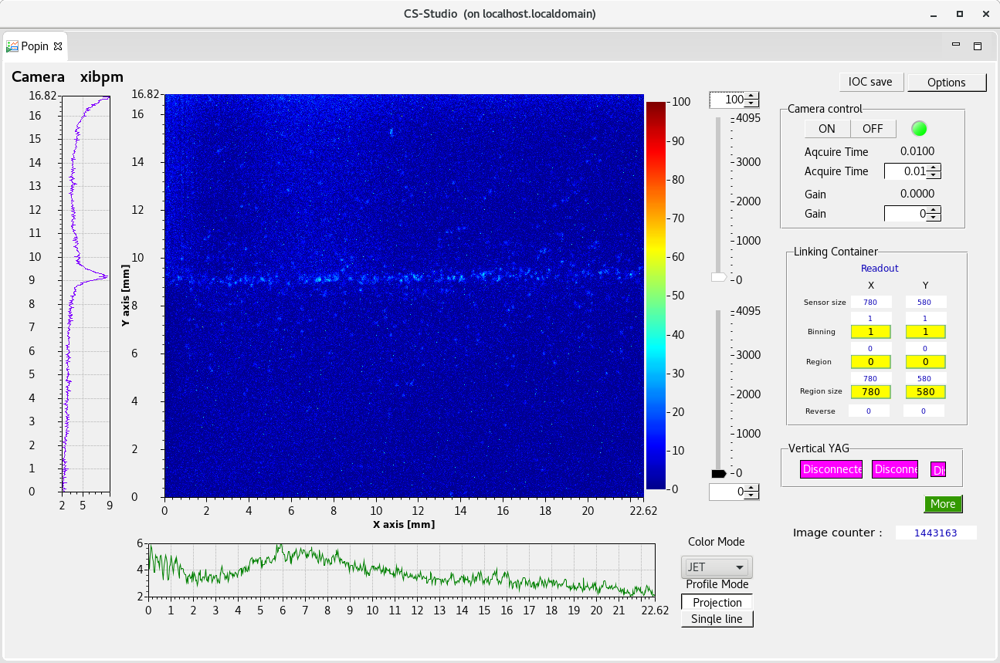 CS-Studio (on localhost.localdomain)
Popin
Camera xibpm
IOC save Options
16.82
16
15
14
13
12
11
10
9
8
7
6
5
4
3
2
1
0
2 5 9
Y axis [mm]
16.82
16
14
12
10
8
6
4
2
0
0 2 4 6 8 10 12 14 16 18 20 22.62
X axis [mm]
100
90
80
70
60
50
40
30
20
10
0
100
4095
3000
2000
1000
0
4095
3000
2000
1000
0
0
Camera control
ON OFF
Aqcuire Time 0.0100
Acquire Time 0.01
Gain 0.0000
Gain 0
Linking Container
Readout
X Y
Sensor size 780 580
1 1
Binning 1 1
0 0
Region 0 0
780 580
Region size 780 580
Reverse 0 0
Vertical YAG
Disconnecte Disconne Di
More
Image counter : 1443163
6
4
2
0 1 2 3 4 5 6 7 8 9 10 11 12 13 14 15 16 17 18 19 20 21 22.62
Color Mode
JET
Profile Mode
Projection
Single line